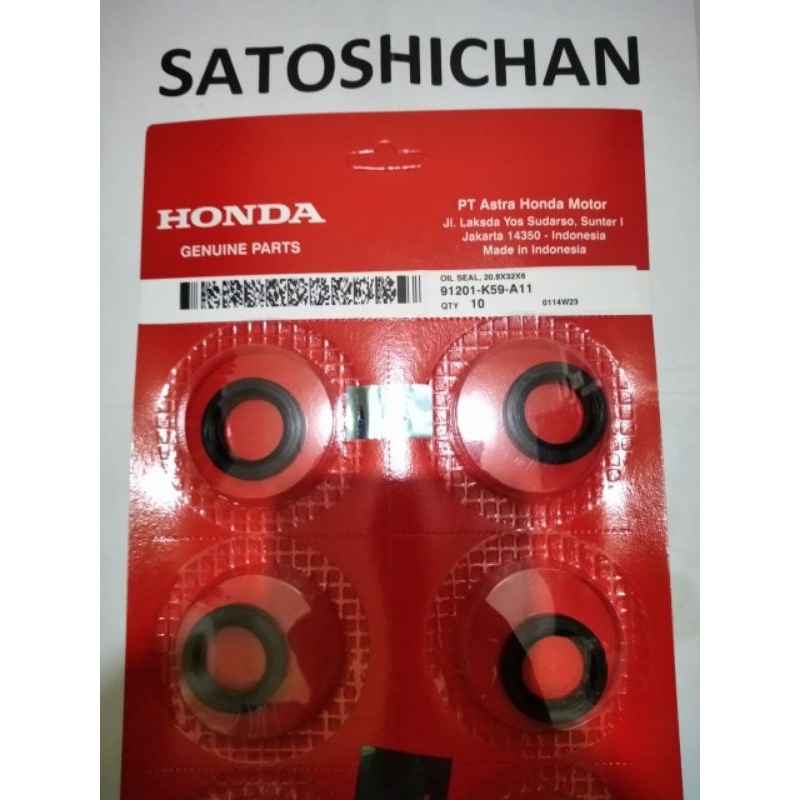 SATOSHICHAN
HONDA
GENUINE PARTS
PT Astra Honda Motor
Jl. Laksda Yos Sudarso, Sunter I
Jakarta 14350 - Indonesia
Made in Indonesia
OIL SEAL, 20.8X32X6
91201-K59-A11
QTY 10 0114W23